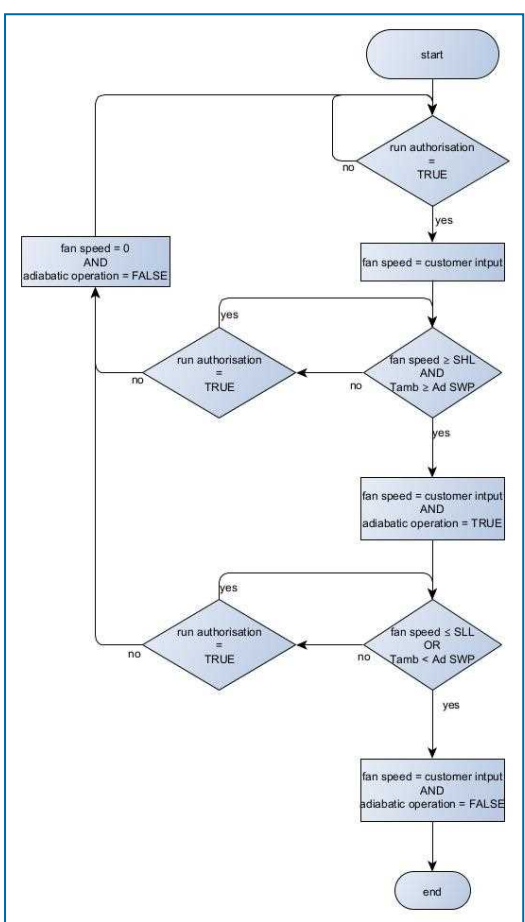 start
run authorisation
=
TRUE
no
yes
fan speed = 0
AND
adiabatic operation = FALSE
fan speed = customer intput
yes
run authorisation
=
TRUE
no
fan speed ≥ SHL
AND
Tamb ≥ Ad SWP
no
yes
fan speed = customer intput
AND
adiabatic operation = TRUE
yes
run authorisation
=
TRUE
no
fan speed ≤ SLL
OR
Tamb < Ad SWP
no
yes
fan speed = customer intput
AND
adiabatic operation = FALSE
end